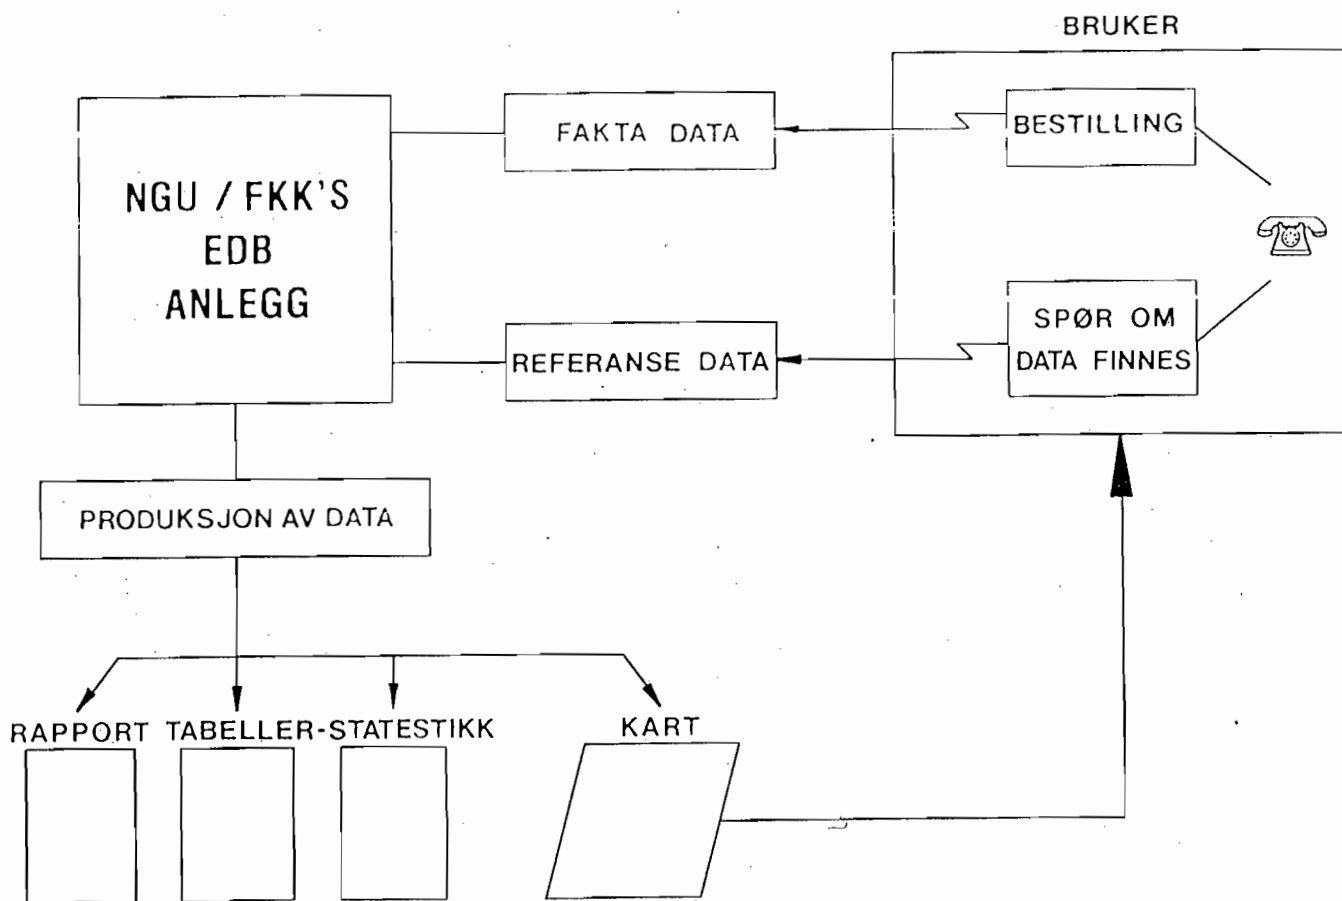 BRUKER
FAKTA DATA
BESTILLING
NGU / FKK'S
EDB
ANLEGG
REFERANSE DATA
SPØR OM
DATA FINNES
PRODUKSJON AV DATA
RAPPORT TABELLER-STATESTIKK KART